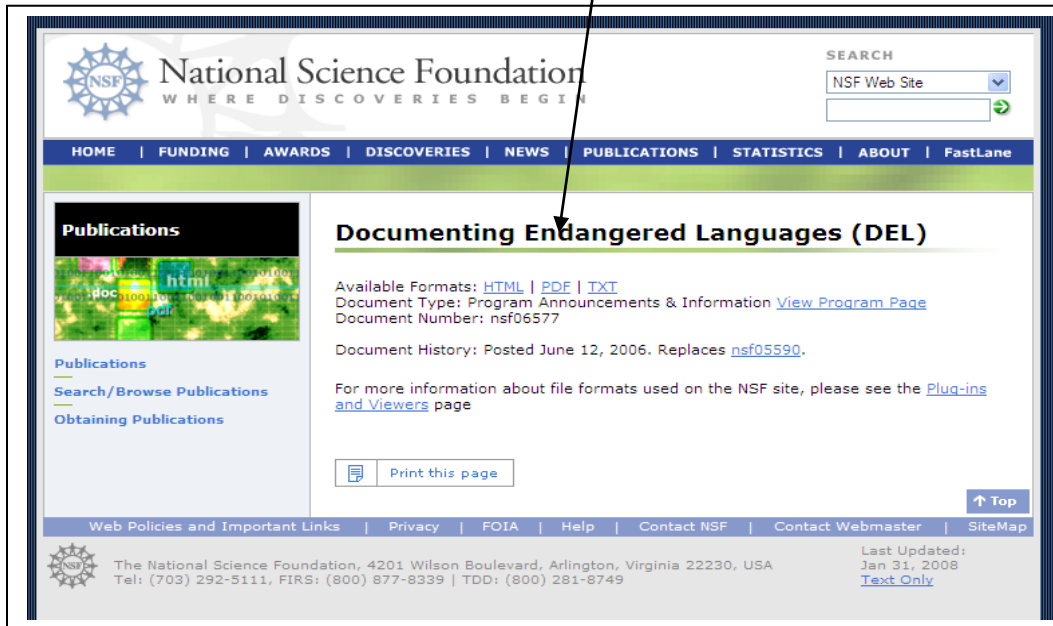 NSF
National Science Foundation
WHERE DISCOVERIES BEGIN
SEARCH
NSF Web Site
HOME | FUNDING | AWARDS | DISCOVERIES | NEWS | PUBLICATIONS | STATISTICS | ABOUT | FastLane
Publications
html
.doc
pdf
Publications
Search/Browse Publications
Obtaining Publications
Documenting Endangered Languages (DEL)
Available Formats: HTML | PDF | TXT
Document Type: Program Announcements & Information View Program Page
Document Number: nsf06577
Document History: Posted June 12, 2006. Replaces nsf05590.
For more information about file formats used on the NSF site, please see the Plug-ins
and Viewers page
Print this page
Top
Web Policies and Important Links | Privacy | FOIA | Help | Contact NSF | Contact Webmaster | SiteMap
NSF
The National Science Foundation, 4201 Wilson Boulevard, Arlington, Virginia 22230, USA
Tel: (703) 292-5111, FIRS: (800) 877-8339 | TDD: (800) 281-8749
Last Updated:
Jan 31, 2008
Text Only